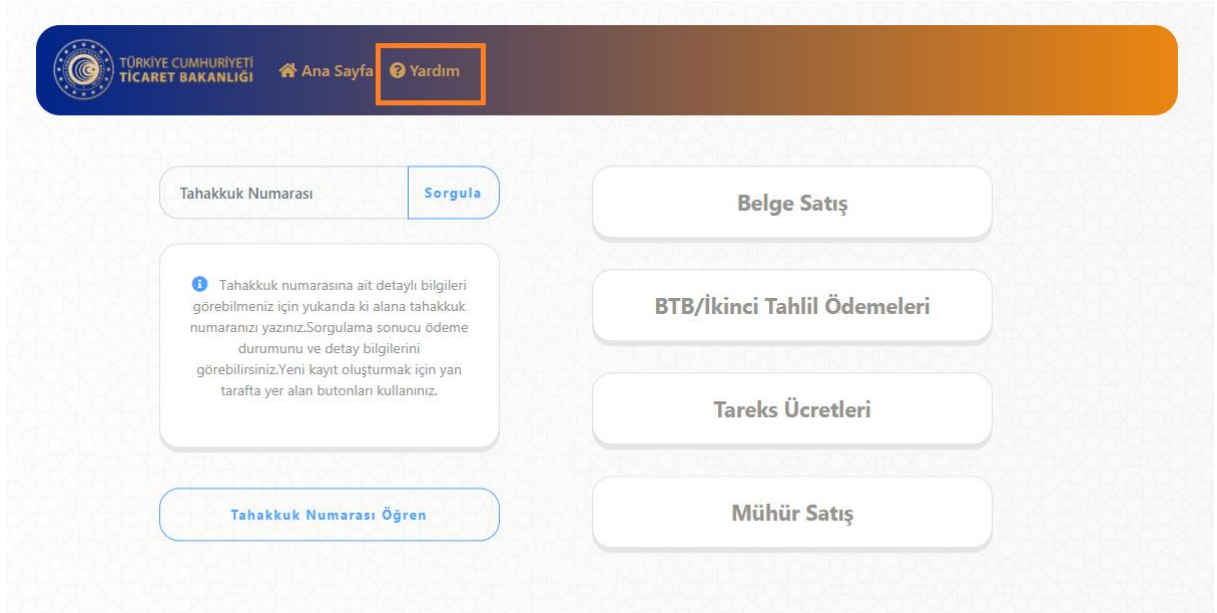 TÜRKİYE CUMHURİYETİ
TİCARET BAKANLIĞI
Ana Sayfa
Yardım
Tahakkuk Numarası
Sorgula
Tahakkuk numarasına ait detaylı bilgileri
görebilmeniz için yukarıda ki alana tahakkuk
numaranızı yazınız.Sorgulama sonucu ödeme
durumunu ve detay bilgilerini
görebilirsiniz.Yeni kayıt oluşturmak için yan
tarafta yer alan butonları kullanınız.
Tahakkuk Numarası Öğren
Belge Satış
BTB/İkinci Tahlil Ödemeleri
Tareks Ücretleri
Mühür Satış